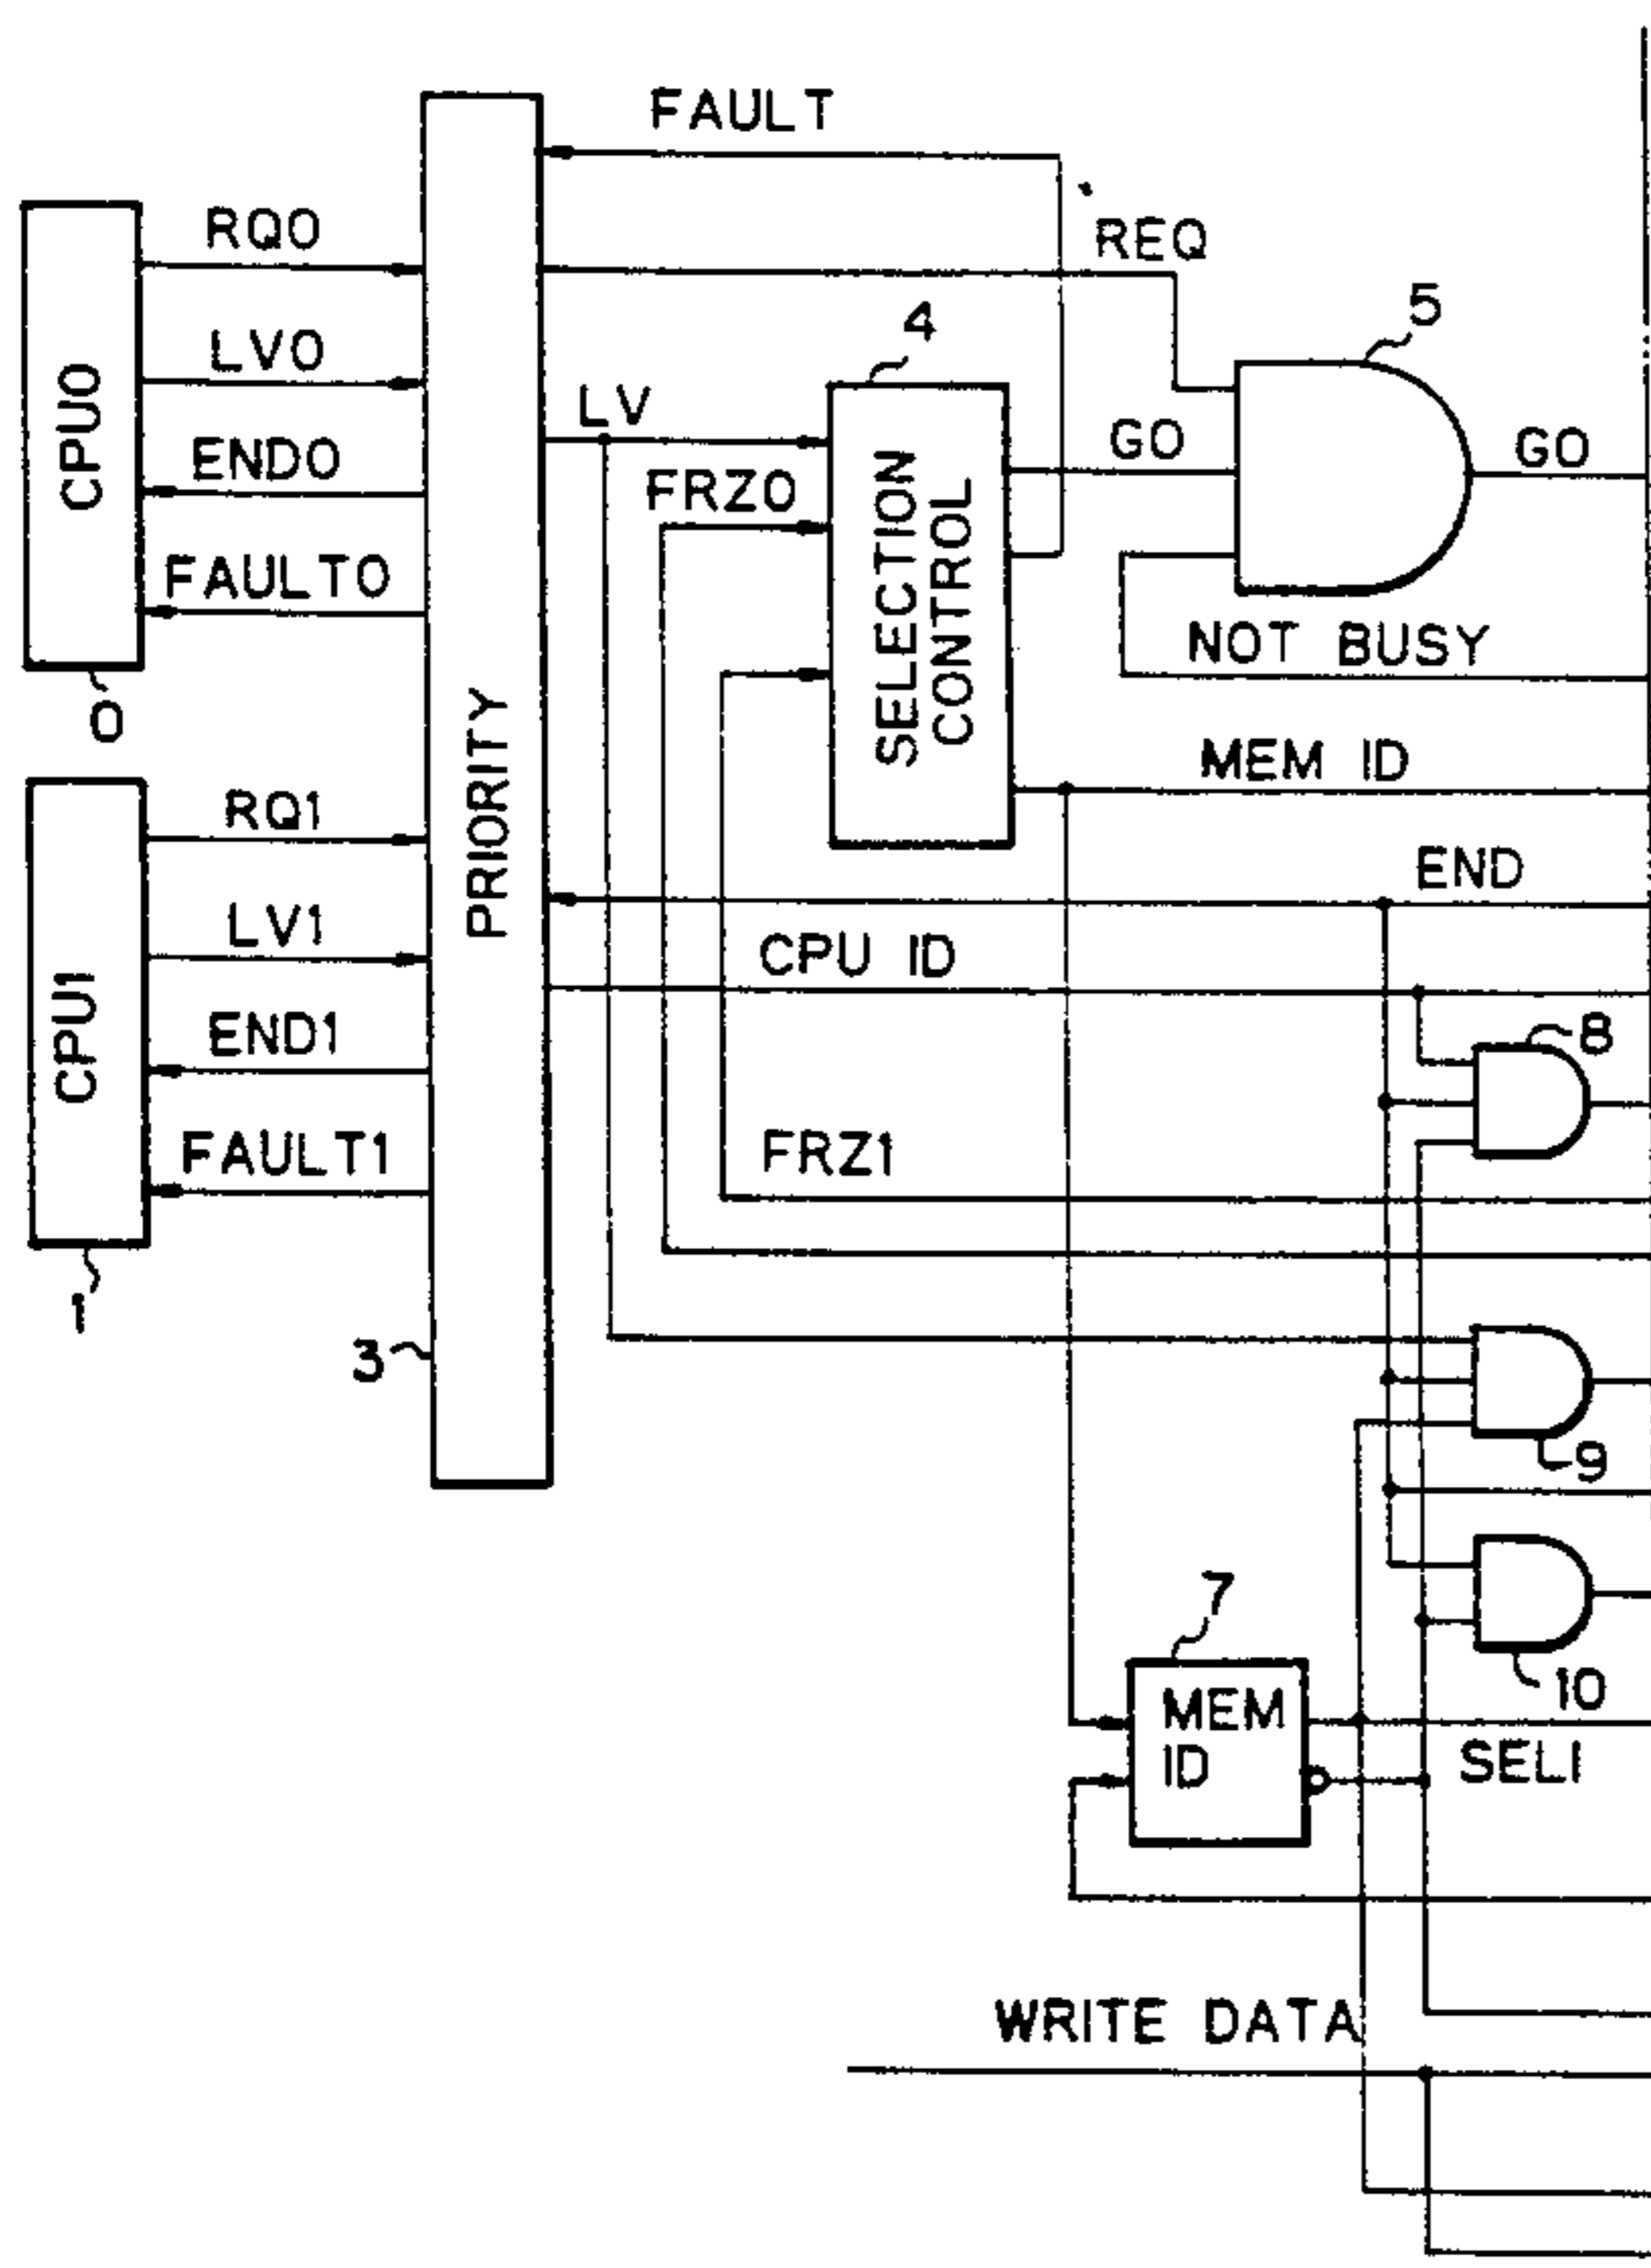 FAULT
RQ0
REQ
4
5
LV0
LV
GO
GO
CPU0
END0
FRZ0
SELECTION
CONTROL
FAULT0
NOT BUSY
0
PRIORITY
MEM ID
RQ1
END
LV1
CPU ID
CPU1
END1
8
FAULT1
FRZ1
1
3
9
7
10
MEM
ID
SEL1
WRITE DATA